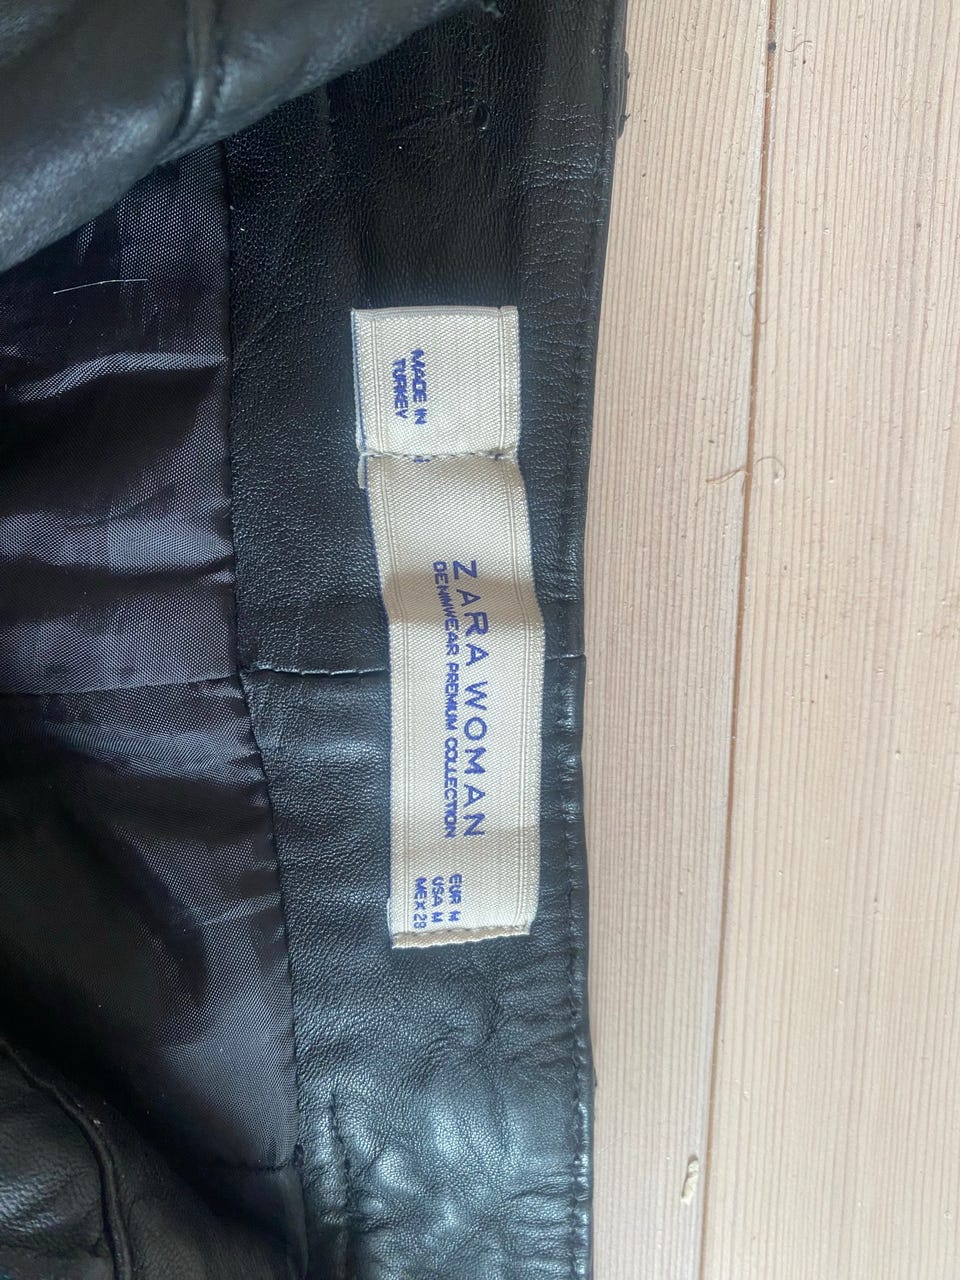 MADE IN
TURKEY
ZARA WOMAN
DENIMWEAR PREMIUM COLLECTION
EUR M
USA M
MEX 28